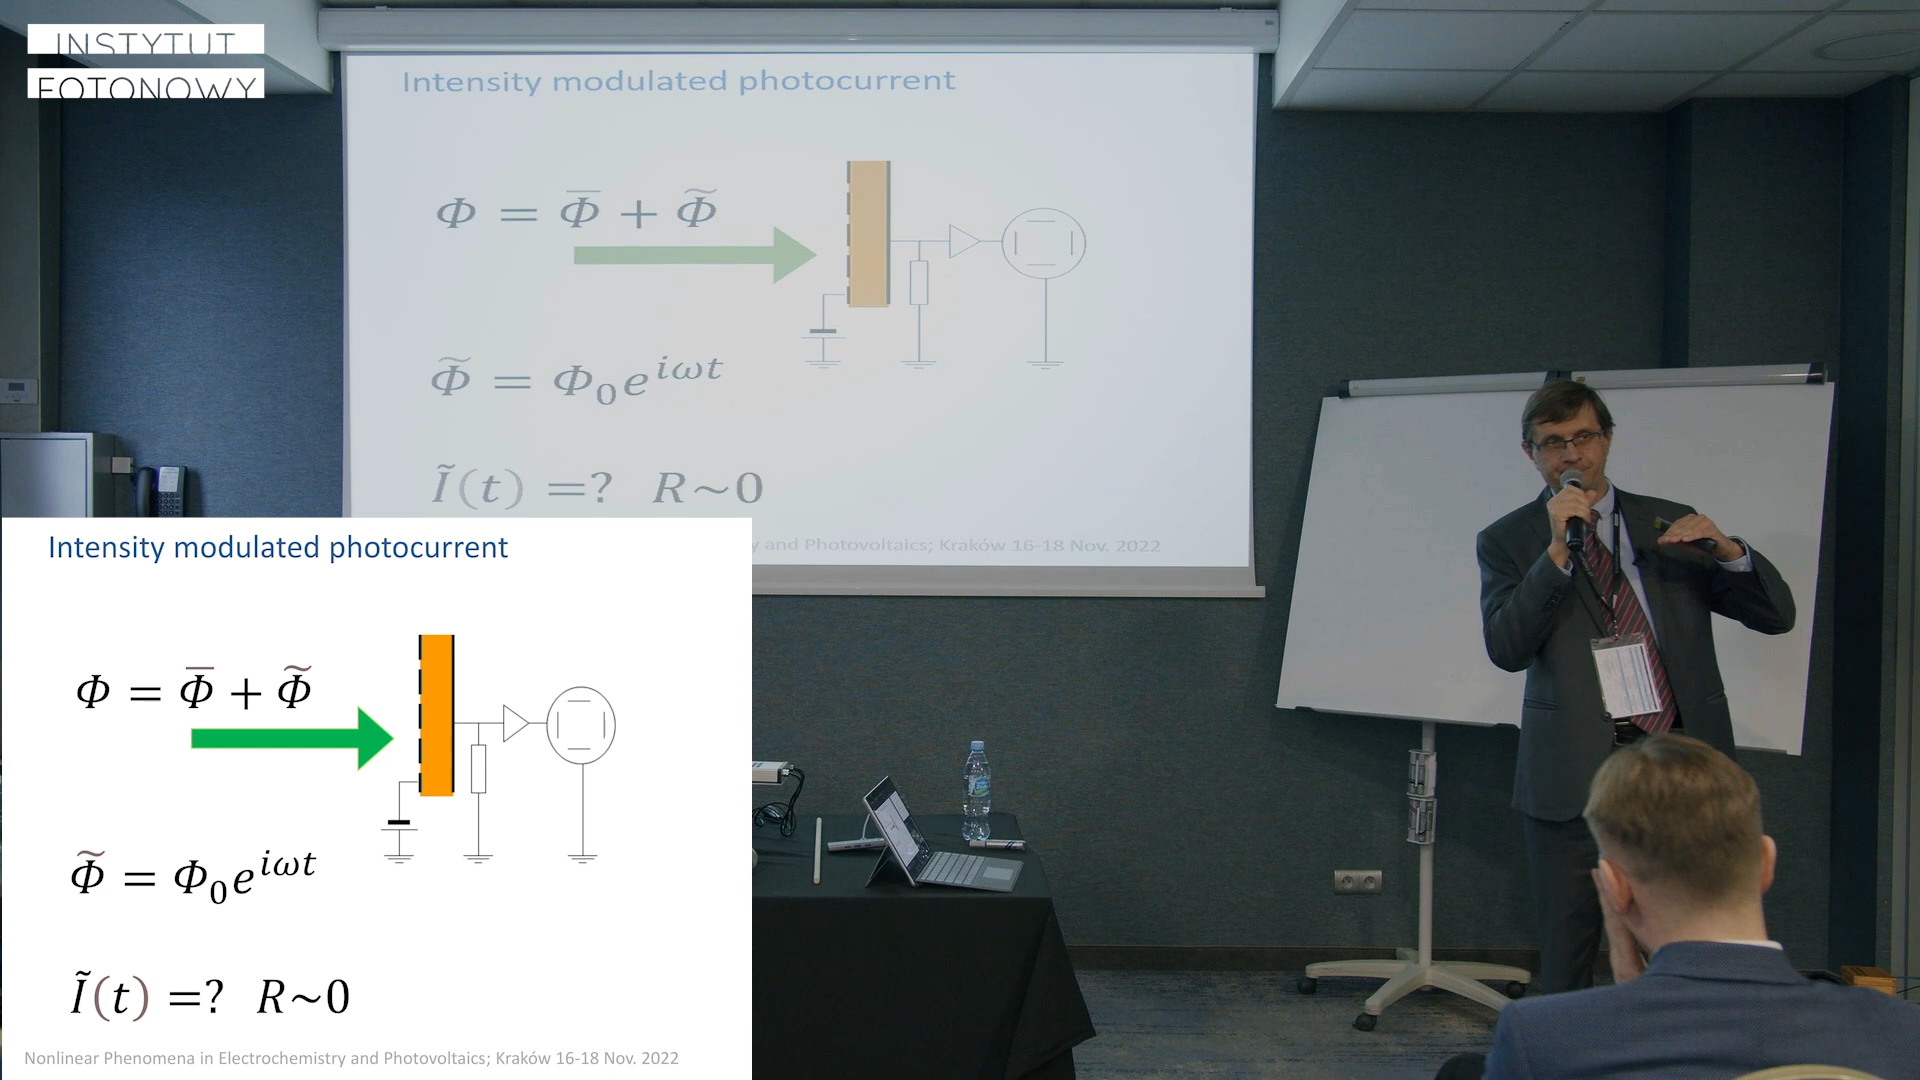 INSTYTUT
FOTONOWY
Intensity modulated photocurrent
Φ = Φ̅ + Φ̃
Φ̃ = Φ₀e^{iωt}
Ĩ(t) =? R~0
y and Photovoltaics; Kraków 16-18 Nov. 2022
Intensity modulated photocurrent
Φ = Φ̅ + Φ̃
Φ̃ = Φ₀e^{iωt}
Ĩ(t) =? R~0
Nonlinear Phenomena in Electrochemistry and Photovoltaics; Kraków 16-18 Nov. 2022